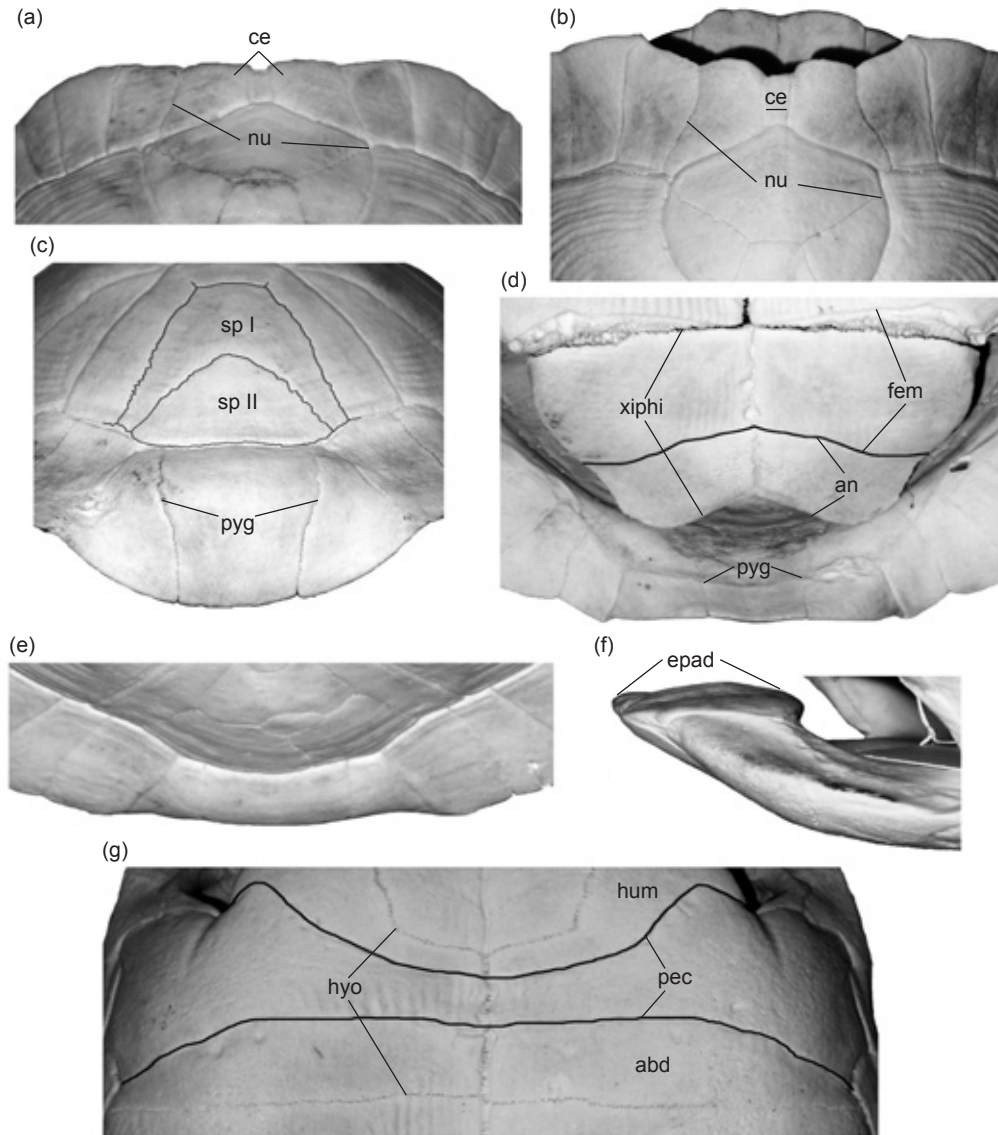 (a)
ce
nu
(b)
ce
nu
(c)
sp I
sp II
pyg
(d)
xiphi
fem
an
pyg
(e)
(f)
epad
(g)
hum
hyo
pec
abd